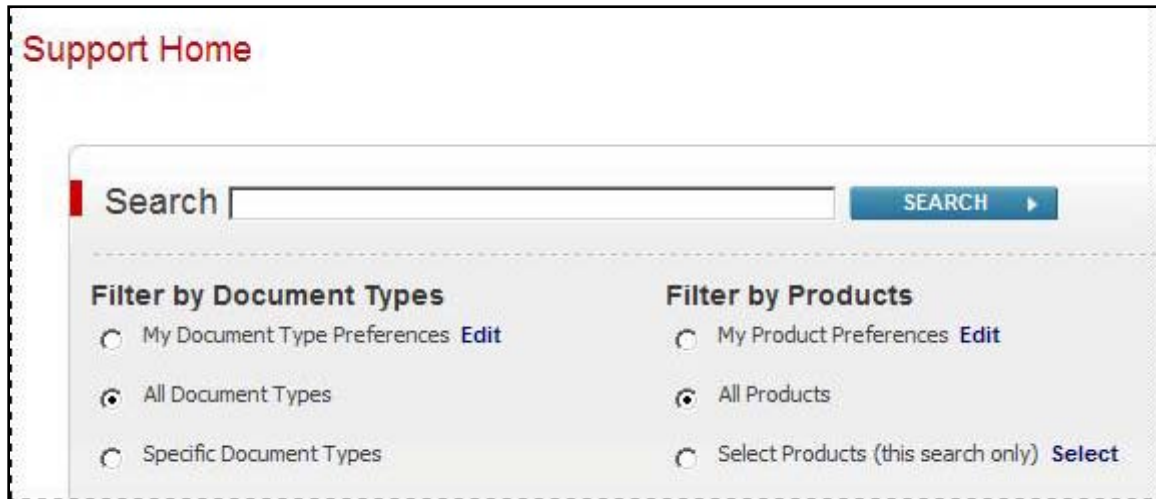 Support Home
Search SEARCH
Filter by Document Types
My Document Type Preferences Edit
All Document Types
Specific Document Types
Filter by Products
My Product Preferences Edit
All Products
Select Products (this search only) Select